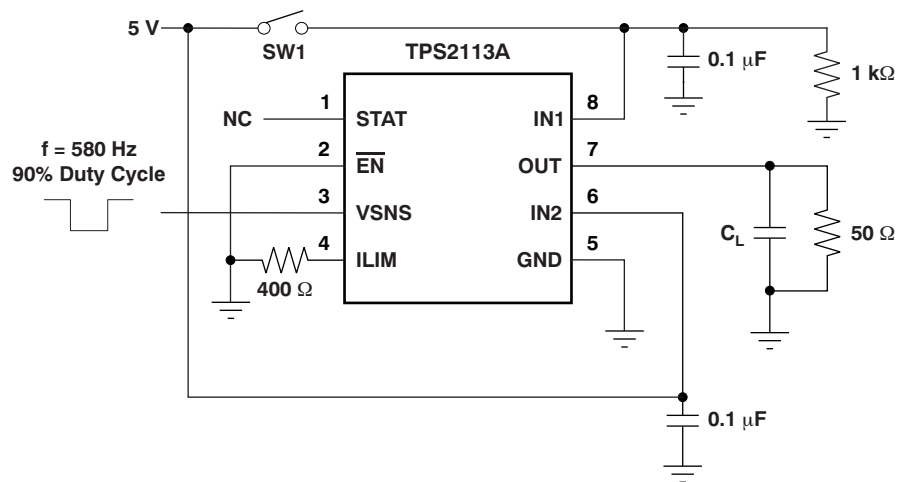 5 V
SW1
TPS2113A
0.1 μF
1 kΩ
NC
1
STAT
IN1
8
f = 580 Hz
90% Duty Cycle
2
EN
OUT
7
3
VSNS
IN2
6
C_L
50 Ω
4
ILIM
GND
5
400 Ω
0.1 μF